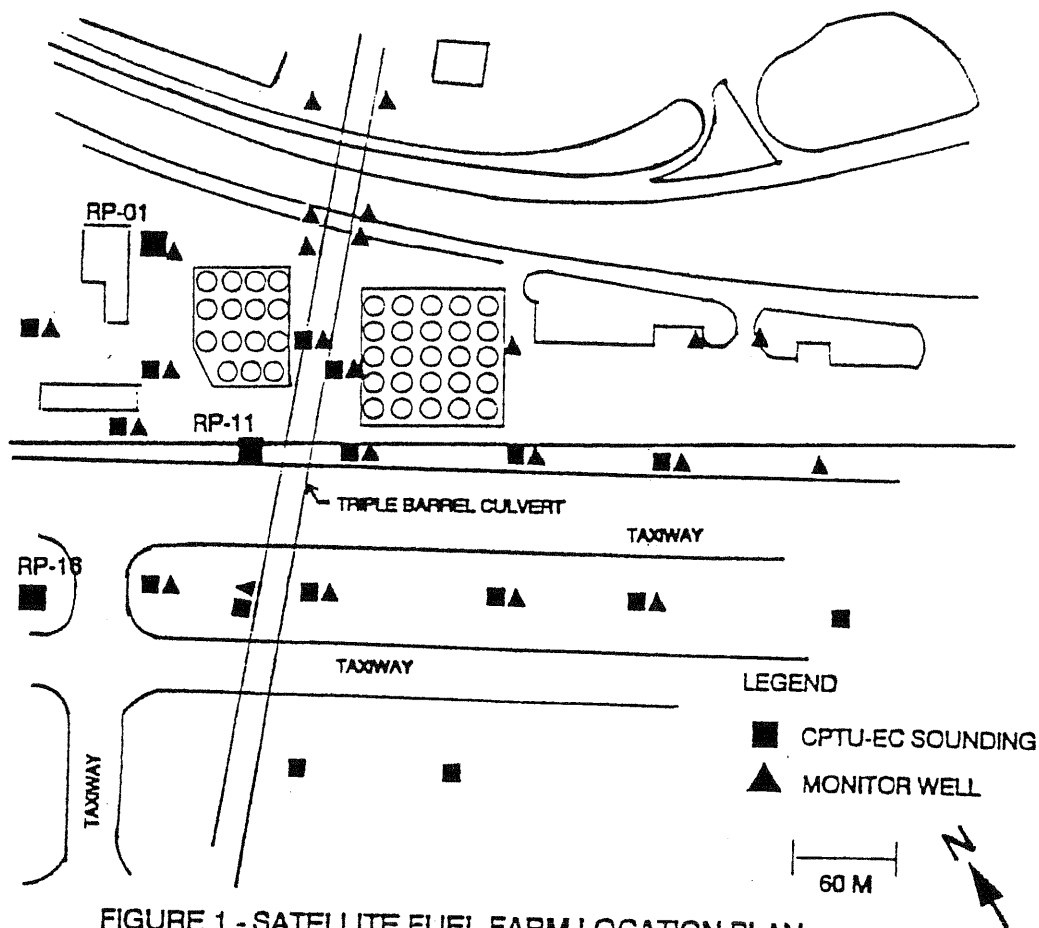 RP-01
RP-11
TRIPLE BARREL CULVERT
TAXIWAY
RP-16
TAXIWAY
LEGEND
CPTU-EC SOUNDING
MONITOR WELL
TAXIWAY
N
60 M
FIGURE 1 - SATELLITE FUEL FARM LOCATION PLAN